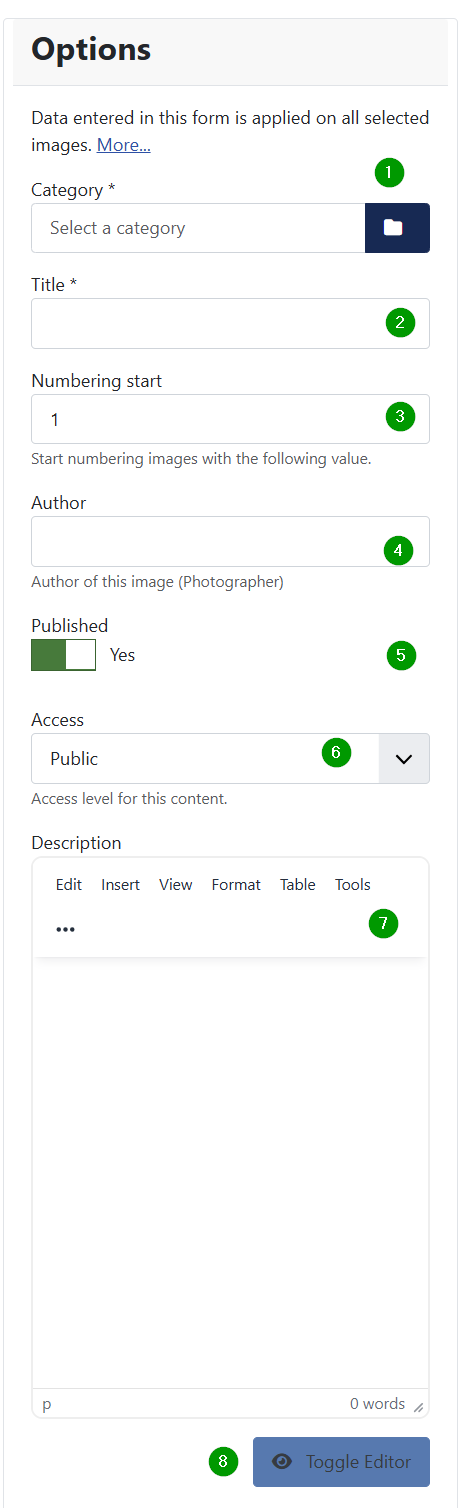 Options
Data entered in this form is applied on all selected
images. More...
1
Category *
Select a category
Title *
2
Numbering start
1
3
Start numbering images with the following value.
Author
4
Author of this image (Photographer)
Published
Yes
5
Access
Public
6
Access level for this content.
Description
Edit Insert View Format Table Tools
•••
7
p 0 words
8 Toggle Editor